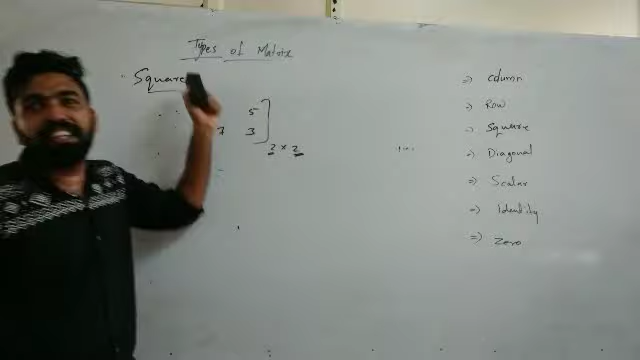 Types of Matrix
Square
5
7 3
2 × 2
=> Column
=> Row
=> Square
=> Diagonal
=> Scalar
=> Identity
=> Zero